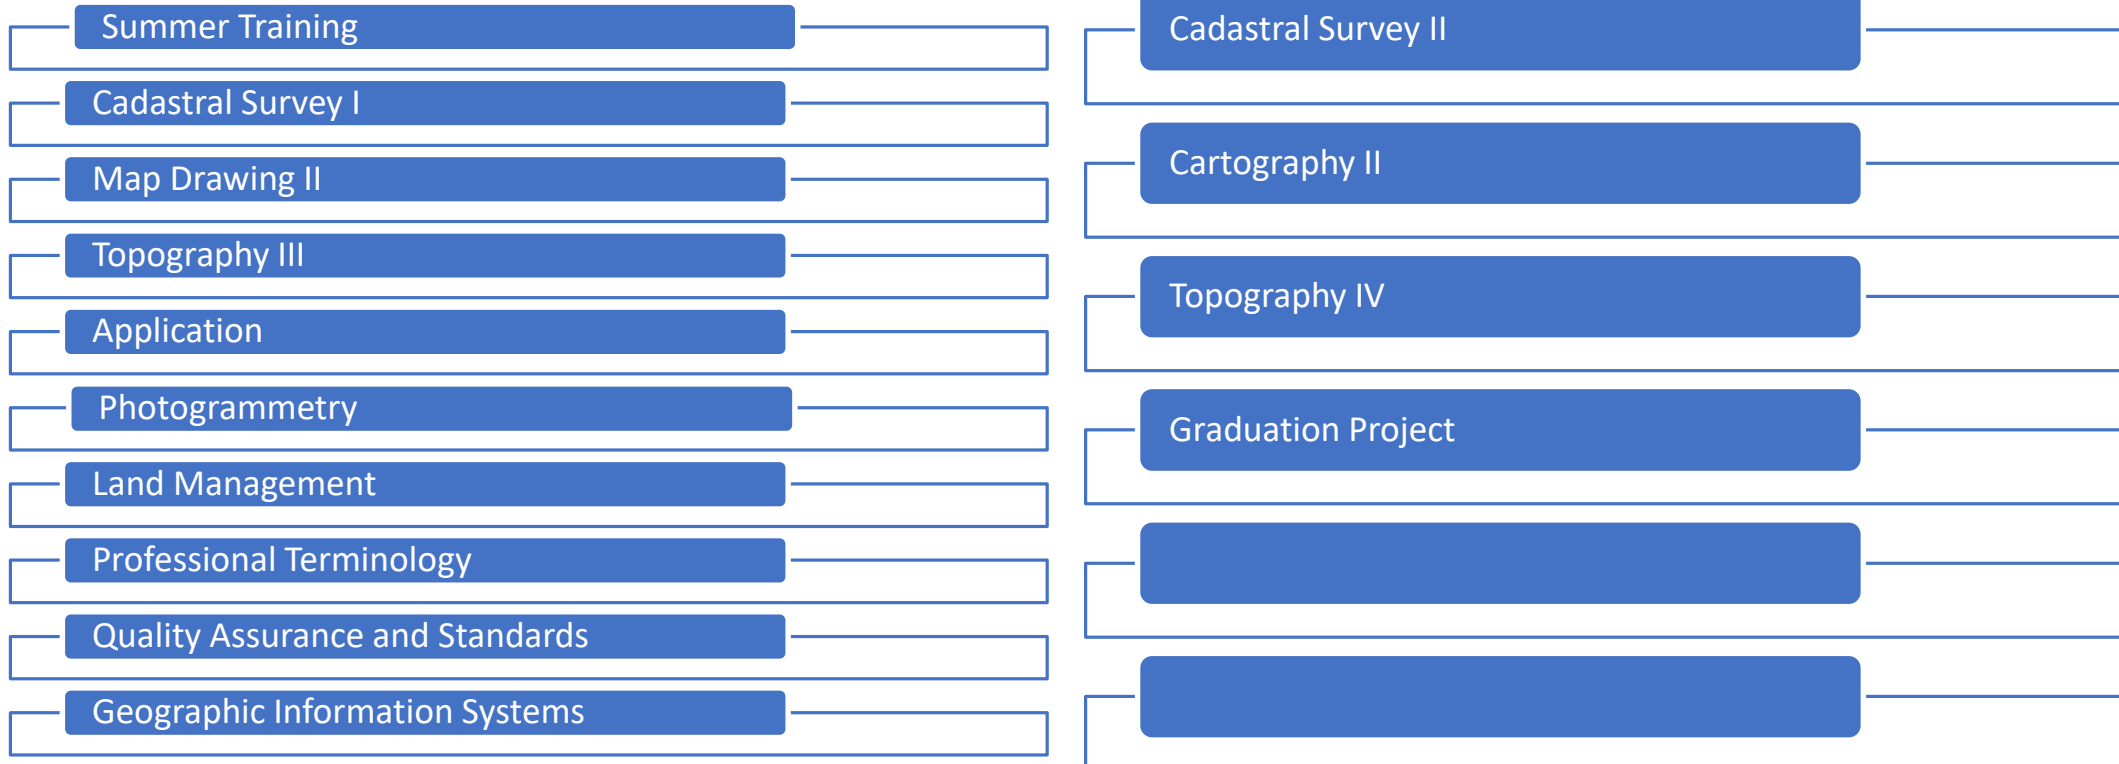 Summer Training
Cadastral Survey I
Map Drawing II
Topography III
Application
Photogrammetry
Land Management
Professional Terminology
Quality Assurance and Standards
Geographic Information Systems
Cadastral Survey II
Cartography II
Topography IV
Graduation Project